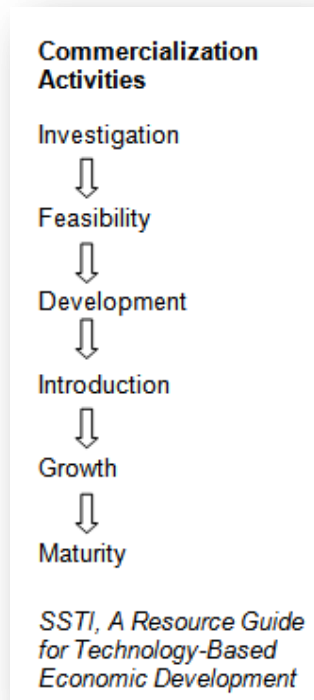 Commercialization
Activities
Investigation
Feasibility
Development
Introduction
Growth
Maturity
SSTI, A Resource Guide
for Technology-Based
Economic Development